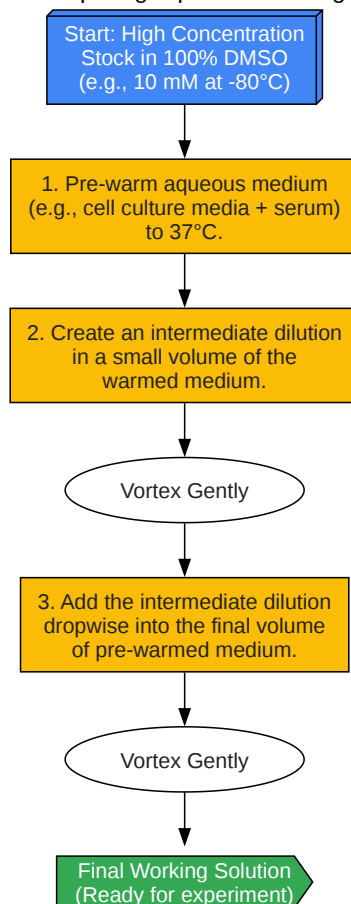 Start: High Concentration
Stock in 100% DMSO
(e.g., 10 mM at -80°C)
1. Pre-warm aqueous medium
(e.g., cell culture media + serum)
to 37°C.
2. Create an intermediate dilution
in a small volume of the
warmed medium.
Vortex Gently
3. Add the intermediate dilution
dropwise into the final volume
of pre-warmed medium.
Vortex Gently
Final Working Solution
(Ready for experiment)